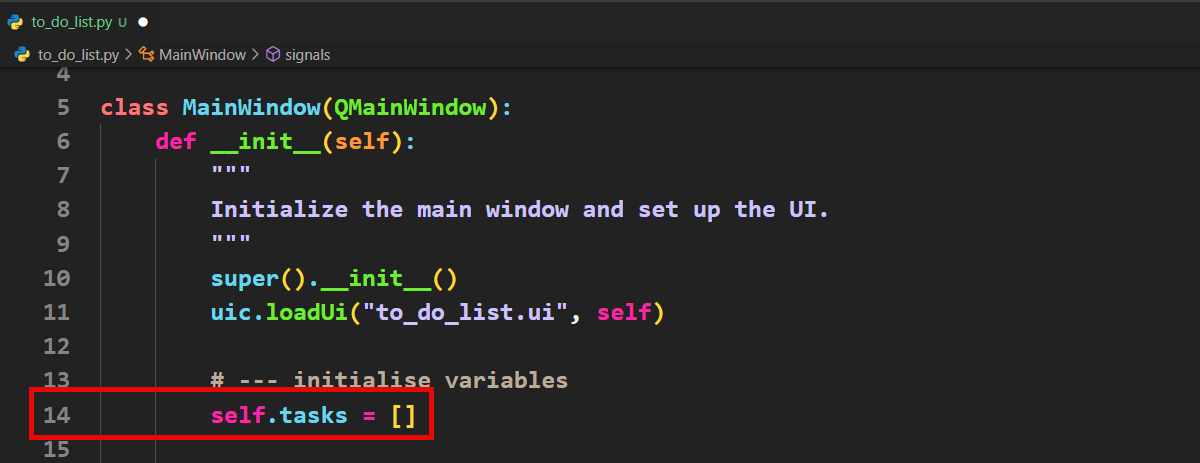 to_do_list.py U
to_do_list.py > MainWindow > signals
4
5 class MainWindow(QMainWindow):
6     def __init__(self):
7         """
8         Initialize the main window and set up the UI.
9         """
10         super().__init__()
11         uic.loadUi("to_do_list.ui", self)
12
13         # --- initialise variables
14         self.tasks = []
15